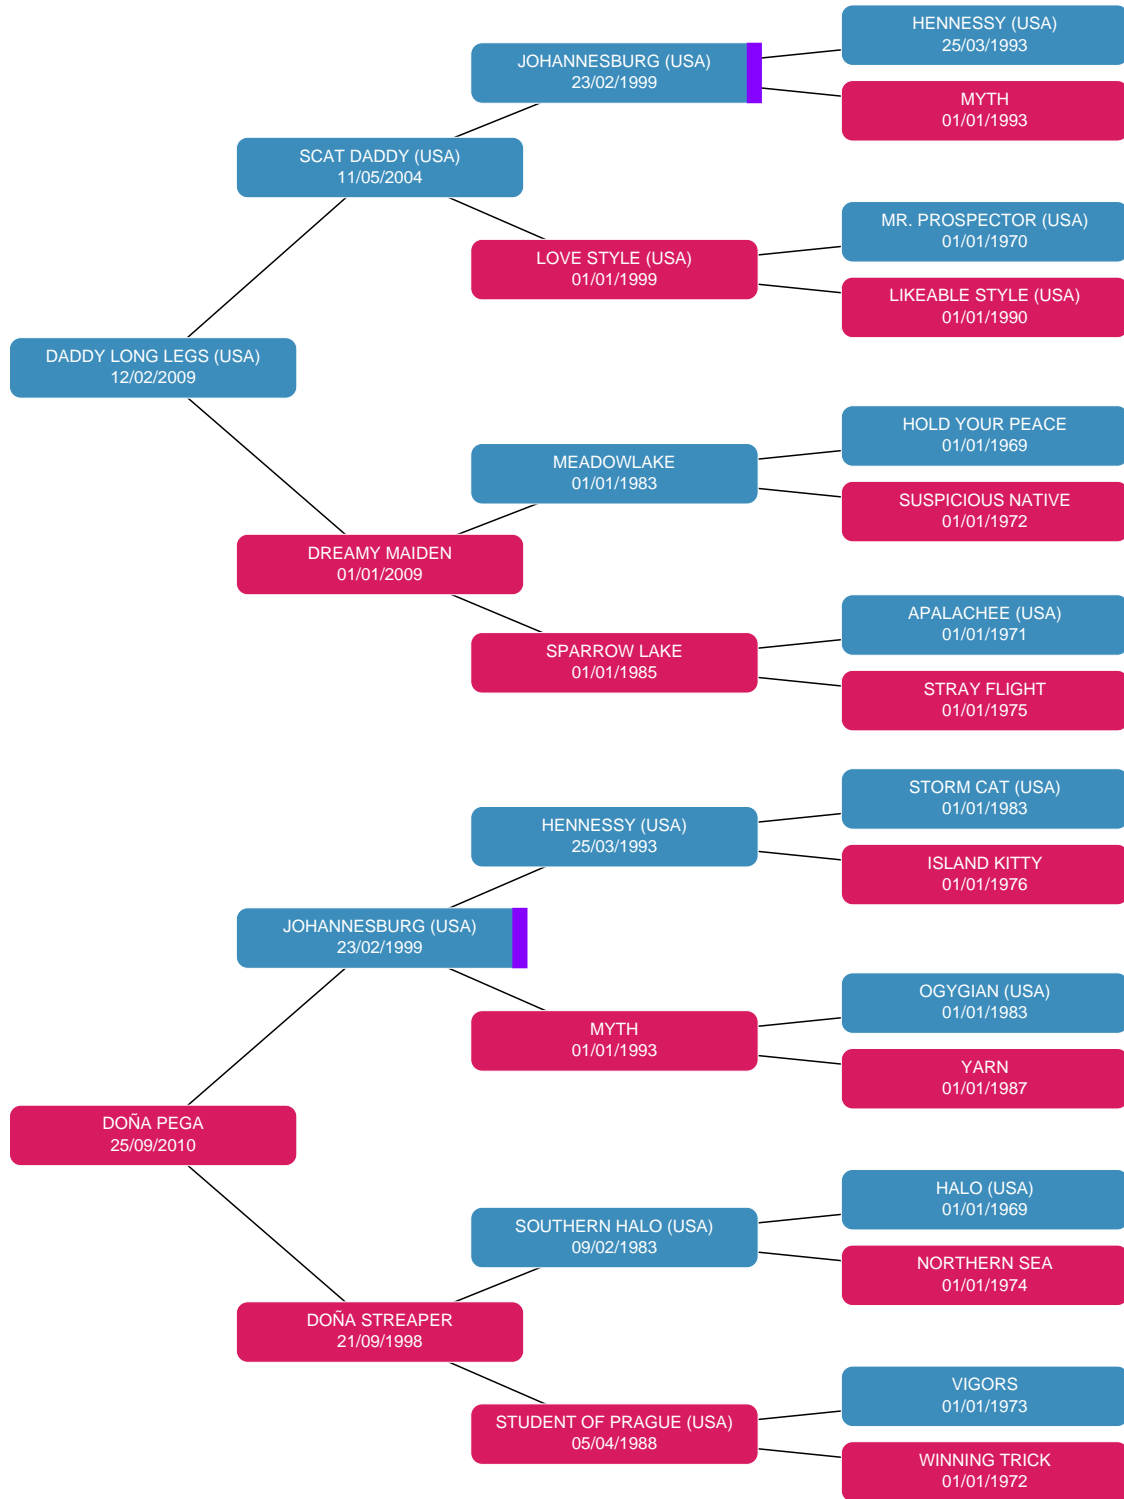 HENNESSY (USA)
25/03/1993
JOHANNESBURG (USA)
23/02/1999
MYTH
01/01/1993
SCAT DADDY (USA)
11/05/2004
MR. PROSPECTOR (USA)
01/01/1970
LOVE STYLE (USA)
01/01/1999
LIKEABLE STYLE (USA)
01/01/1990
DADDY LONG LEGS (USA)
12/02/2009
HOLD YOUR PEACE
01/01/1969
MEADOWLAKE
01/01/1983
SUSPICIOUS NATIVE
01/01/1972
DREAMY MAIDEN
01/01/2009
APALACHEE (USA)
01/01/1971
SPARROW LAKE
01/01/1985
STRAY FLIGHT
01/01/1975
STORM CAT (USA)
01/01/1983
HENNESSY (USA)
25/03/1993
ISLAND KITTY
01/01/1976
JOHANNESBURG (USA)
23/02/1999
OGYGIAN (USA)
01/01/1983
MYTH
01/01/1993
YARN
01/01/1987
DOÑA PEGA
25/09/2010
HALO (USA)
01/01/1969
SOUTHERN HALO (USA)
09/02/1983
NORTHERN SEA
01/01/1974
DOÑA STREAPER
21/09/1998
VIGORS
01/01/1973
STUDENT OF PRAGUE (USA)
05/04/1988
WINNING TRICK
01/01/1972